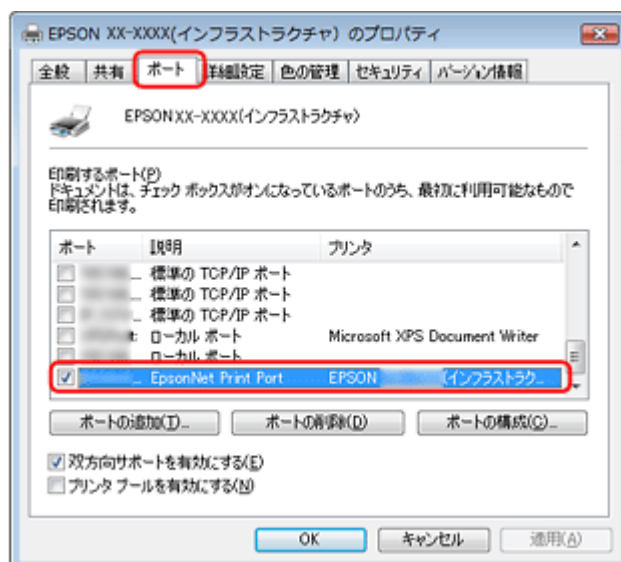 EPSON XX-XXXX(インフラストラクチャ) のプロパティ
全般 共有 ポート 詳細設定 色の管理 セキュリティ バージョン情報
EPSON XX-XXXX(インフラストラクチャ)
印刷するポート(P)
ドキュメントは、チェック ボックスがオンになっているポートのうち、最初に利用可能なもので
印刷されます。
ポート 説明 プリンタ
... 標準の TCP/IP ポート
... 標準の TCP/IP ポート
... 標準の TCP/IP ポート
ローカル ポート Microsoft XPS Document Writer
ローカル ポート
... EpsonNet Print Port EPSON (インフラストラク...
ポートの追加(T)... ポートの削除(D) ポートの構成(C)...
双方向サポートを有効にする(E)
プリンタ プールを有効にする(N)
OK キャンセル 適用(A)